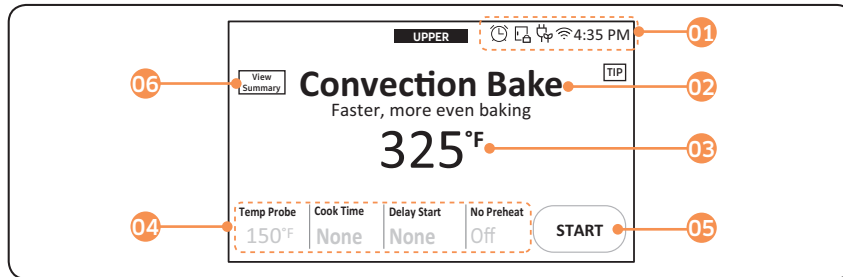 UPPER
4:35 PM
01
06
View
Summary
Convection Bake
TIP
02
Faster, more even baking
325°F
03
04
Temp Probe
Cook Time
Delay Start
No Preheat
150°F
None
None
Off
START
05